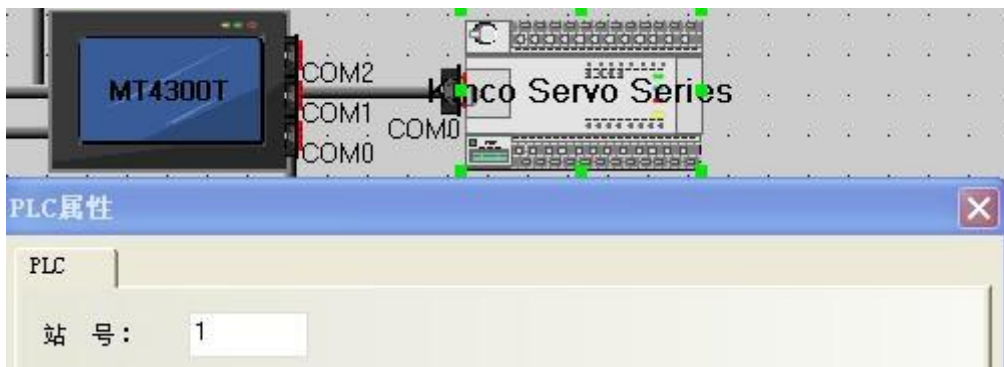 MT4300T
COM2
COM1
COM0
COM0
Kinco Servo Series
PLC属性
PLC
站 号: 1